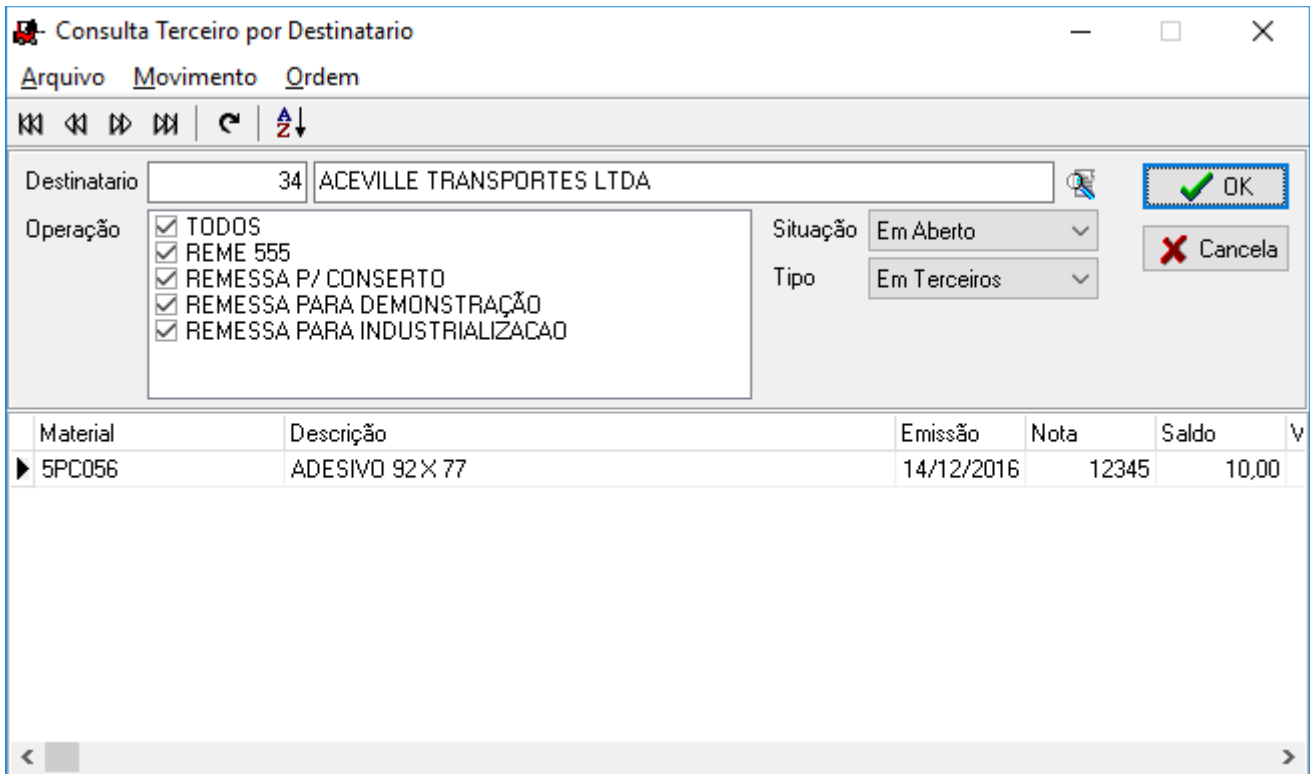 Consulta Terceiro por Destinatario
Arquivo Movimento Ordem
Destinatario 34 ACEVILLE TRANSPORTES LTDA OK
Operação TODOS Situação Em Aberto Cancela
REME 555
REMESSA P/ CONSERTO Tipo Em Terceiros
REMESSA PARA DEMONSTRAÇÃO
REMESSA PARA INDUSTRIALIZACAO
Material Descrição Emissão Nota Saldo V
5PC056 ADESIVO 92 X 77 14/12/2016 12345 10,00